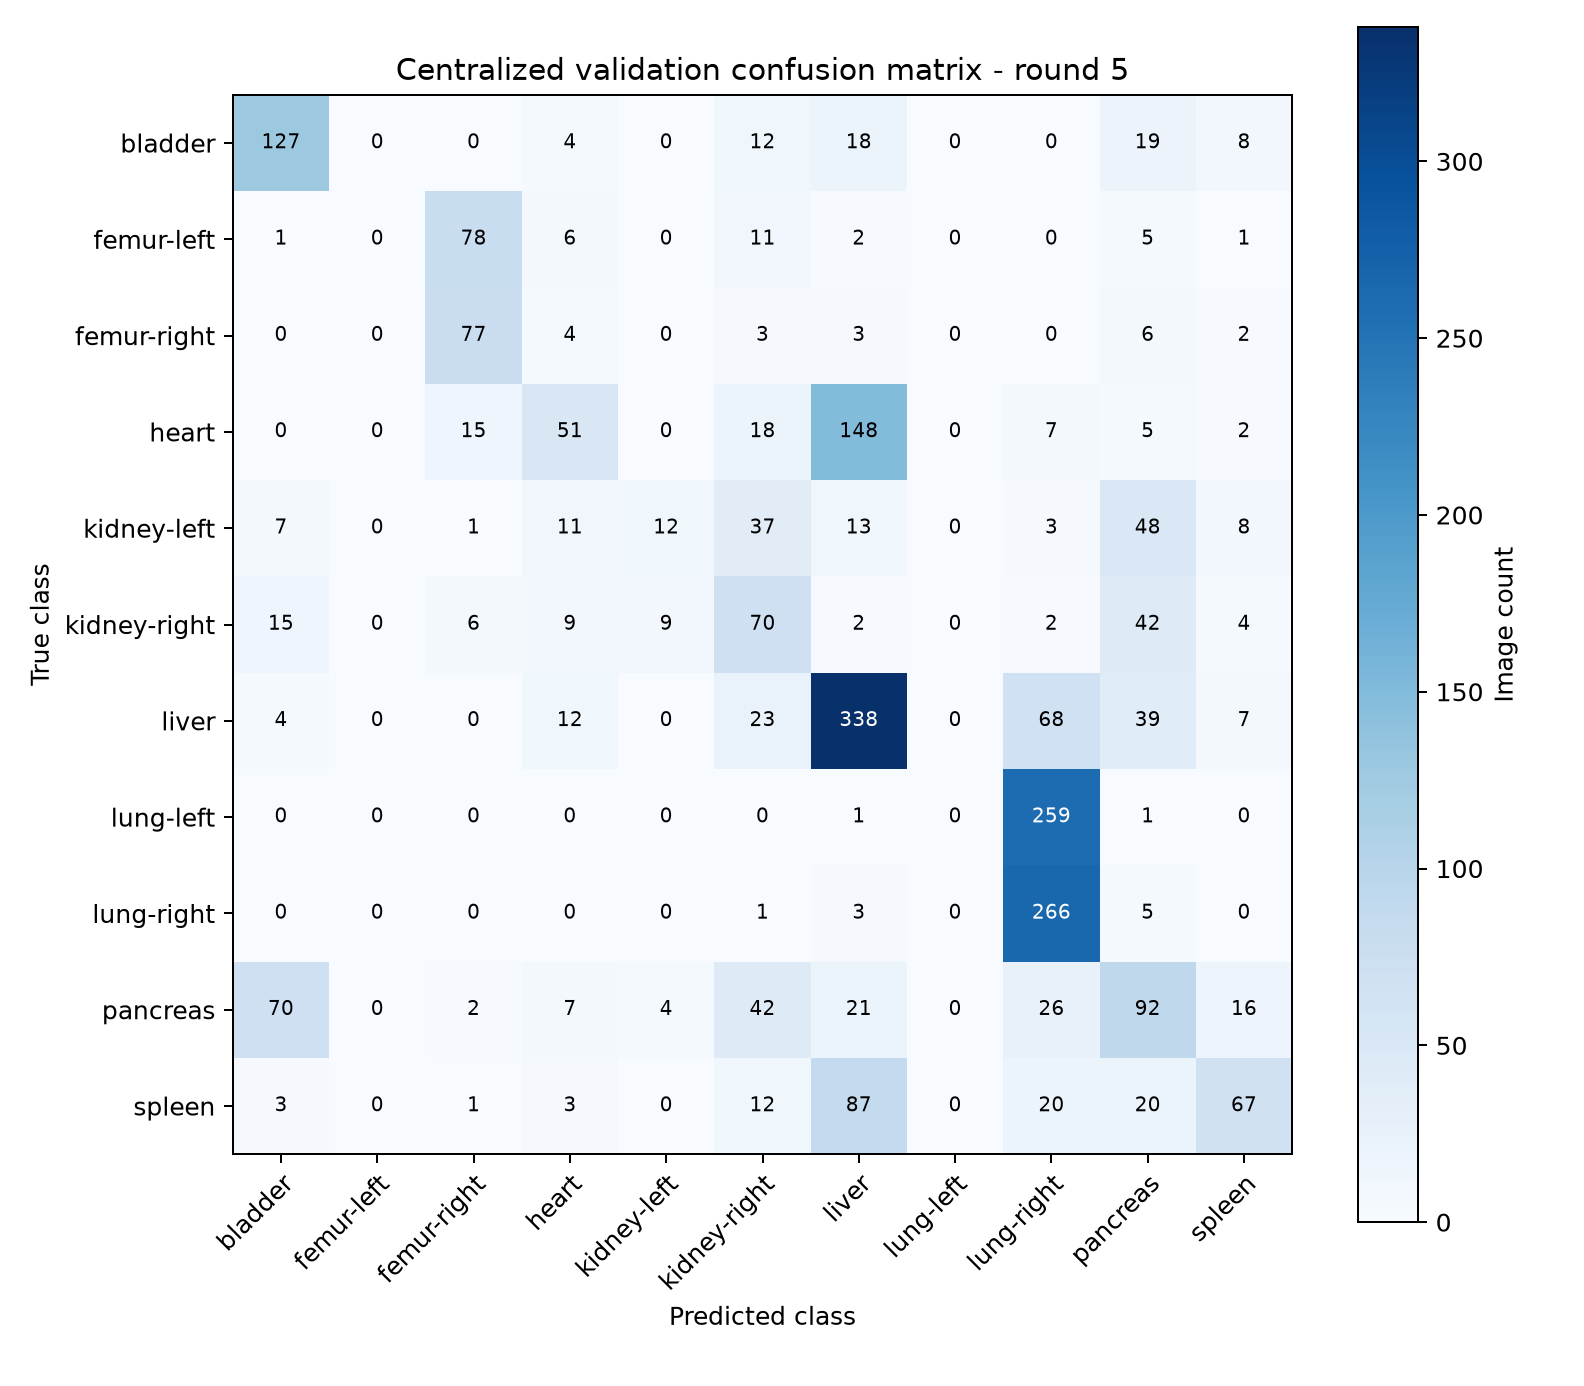 Centralized validation confusion matrix - round 5
bladder 127 0 0 4 0 12 18 0 0 19 8
femur-left 1 0 78 6 0 11 2 0 0 5 1
femur-right 0 0 77 4 0 3 3 0 0 6 2
heart 0 0 15 51 0 18 148 0 7 5 2
kidney-left 7 0 1 11 12 37 13 0 3 48 8
kidney-right 15 0 6 9 9 70 2 0 2 42 4
liver 4 0 0 12 0 23 338 0 68 39 7
lung-left 0 0 0 0 0 0 1 0 259 1 0
lung-right 0 0 0 0 0 1 3 0 266 5 0
pancreas 70 0 2 7 4 42 21 0 26 92 16
spleen 3 0 1 3 0 12 87 0 20 20 67
True class
bladder femur-left femur-right heart kidney-left kidney-right liver lung-left lung-right pancreas spleen
Predicted class
300
250
200
150
100
50
0
Image count